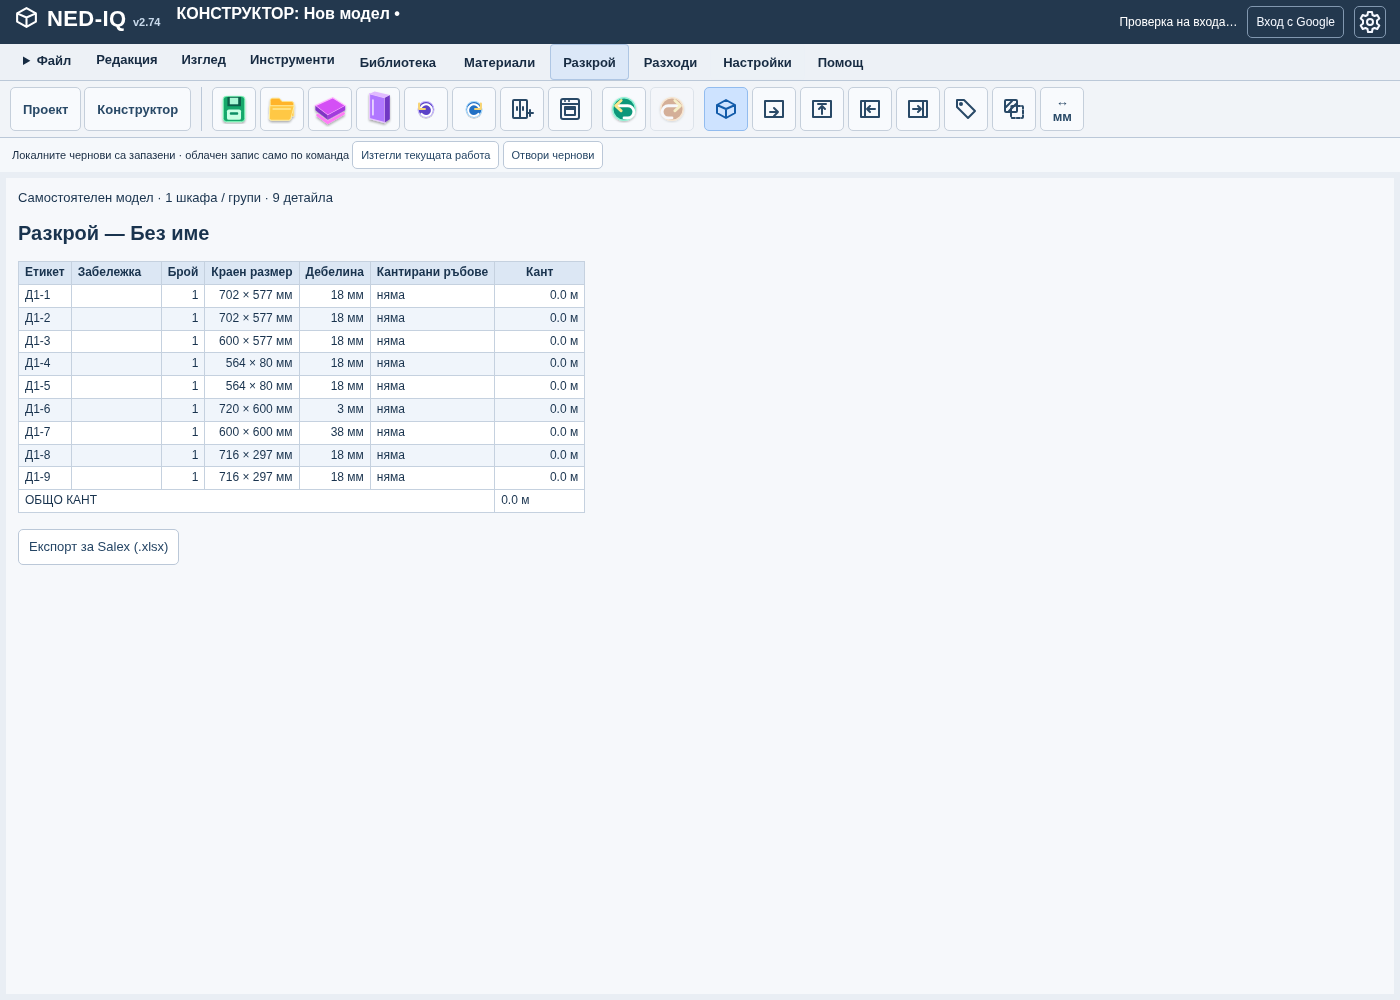 NED-IQ v2.74 КОНСТРУКТОР: Нов модел • Проверка на входа… Вход с Google
Файл Редакция Изглед Инструменти Библиотека Материали Разкрой Разходи Настройки Помощ
Проект Конструктор ↔ мм
Локалните чернови са запазени · облачен запис само по команда Изтегли текущата работа Отвори чернови
Самостоятелен модел · 1 шкафа / групи · 9 детайла
Разкрой — Без име
Етикет Забележка Брой Краен размер Дебелина Кантирани ръбове Кант
Д1-1 1 702 × 577 мм 18 мм няма 0.0 м
Д1-2 1 702 × 577 мм 18 мм няма 0.0 м
Д1-3 1 600 × 577 мм 18 мм няма 0.0 м
Д1-4 1 564 × 80 мм 18 мм няма 0.0 м
Д1-5 1 564 × 80 мм 18 мм няма 0.0 м
Д1-6 1 720 × 600 мм 3 мм няма 0.0 м
Д1-7 1 600 × 600 мм 38 мм няма 0.0 м
Д1-8 1 716 × 297 мм 18 мм няма 0.0 м
Д1-9 1 716 × 297 мм 18 мм няма 0.0 м
ОБЩО КАНТ 0.0 м
Експорт за Salex (.xlsx)